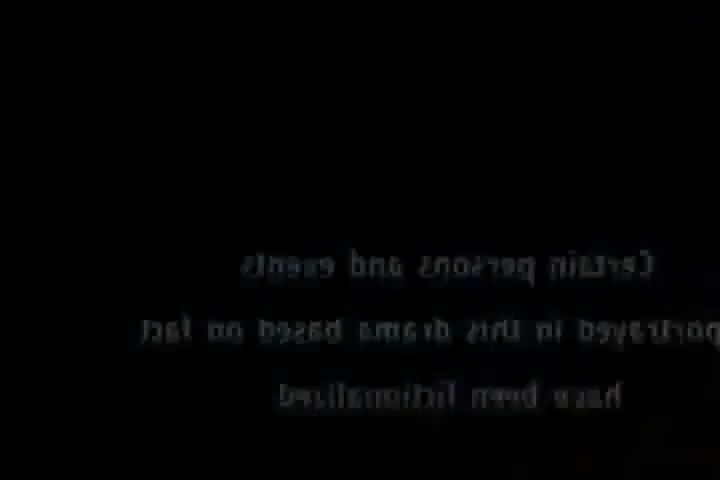 Certain persons and events
portrayed in this drama based on fact
have been fictionalized